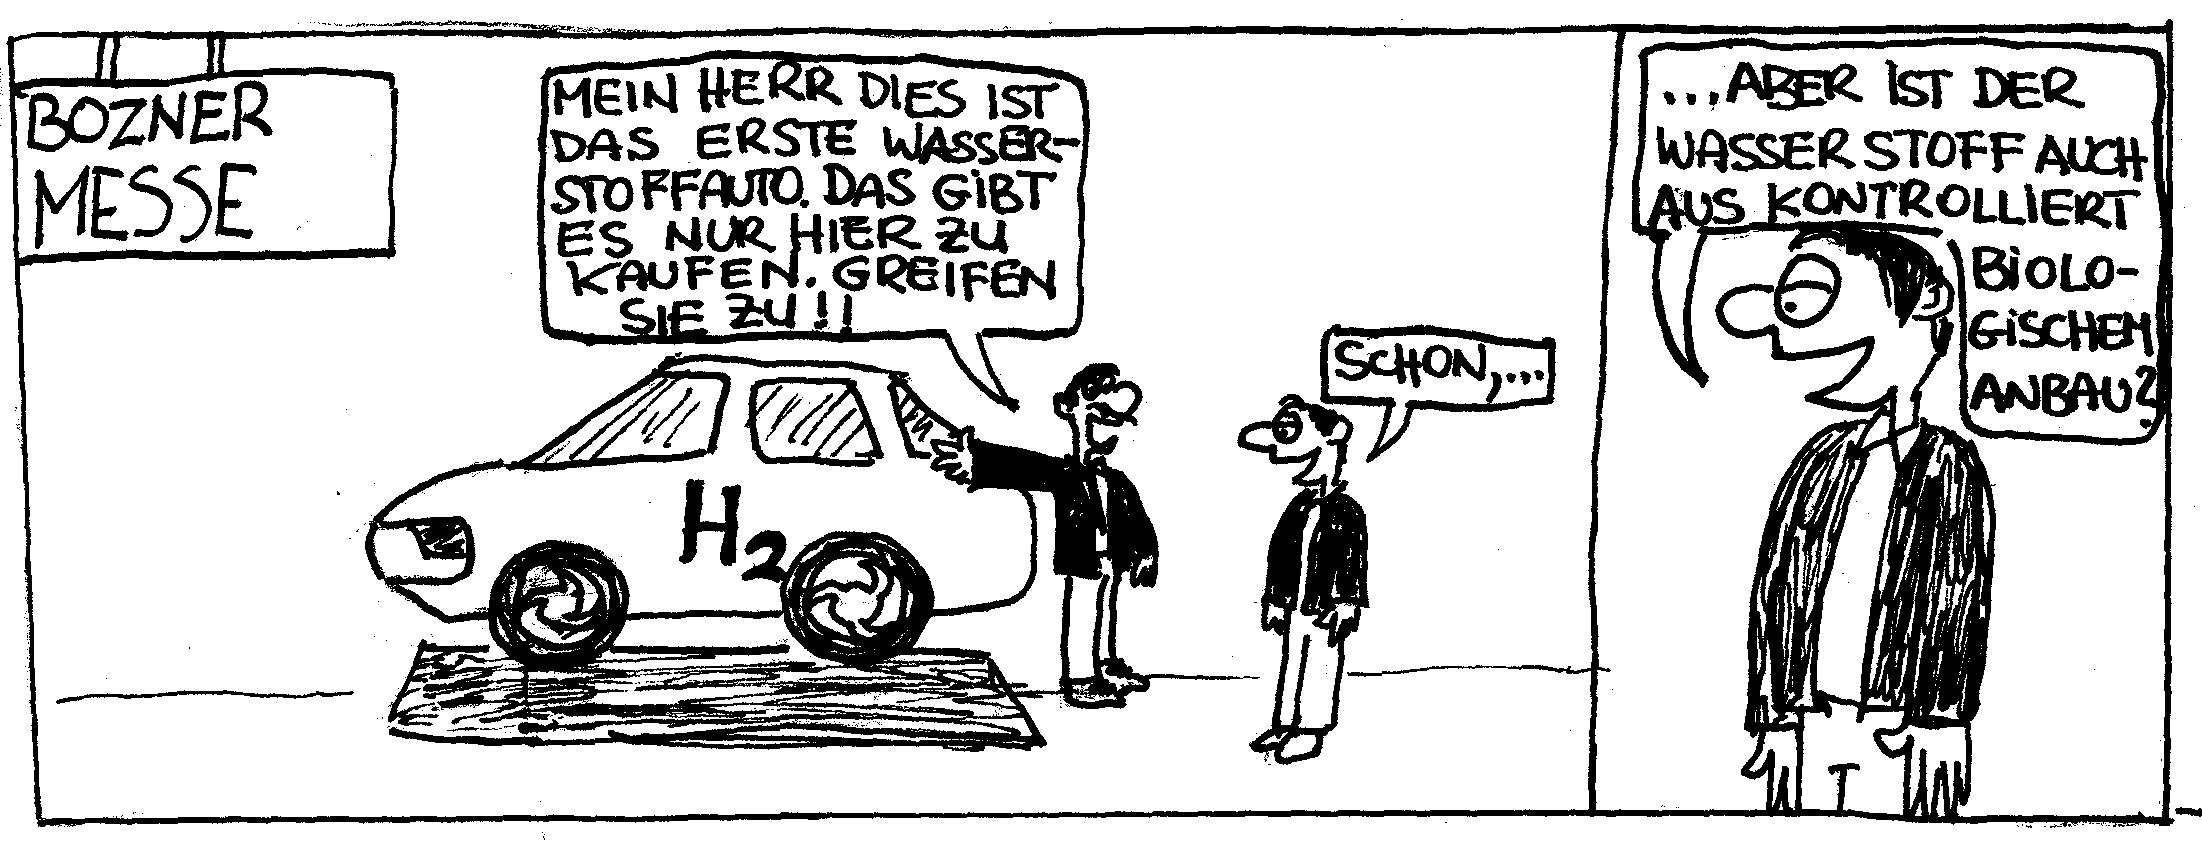 BOZNER
MESSE
MEIN HERR DIES IST
DAS ERSTE WASSER-
STOFFAUTO. DAS GIBT
ES NUR HIER ZU
KAUFEN. GREIFEN
SIE ZU!!
SCHON,...
H2
...ABER IST DER
WASSERSTOFF AUCH
AUS KONTROLLIERT
BIOLO-
GISCHEM
ANBAU?